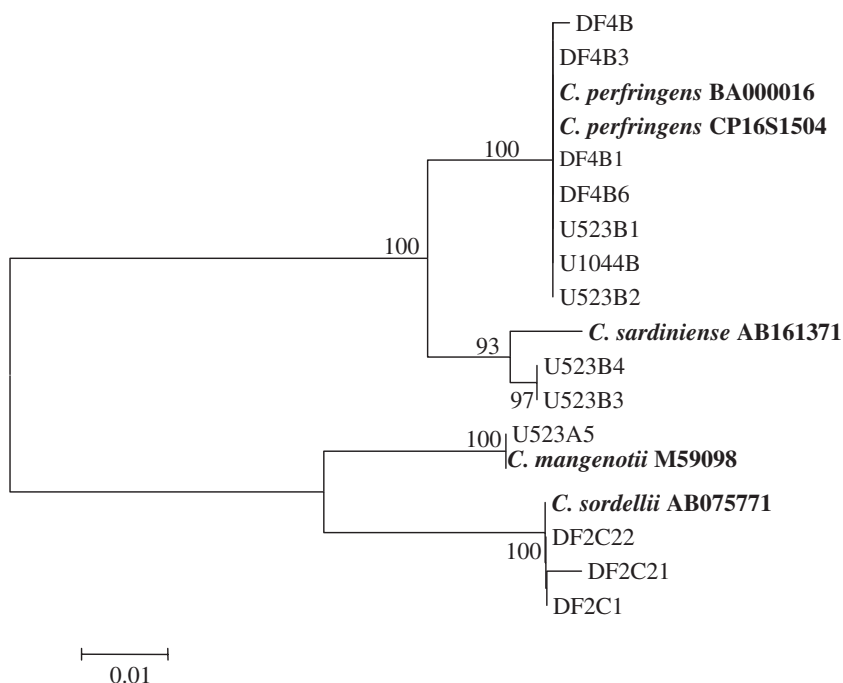 DF4B
DF4B3
C. perfringens BA000016
C. perfringens CP16S1504
100
DF4B1
DF4B6
U523B1
100
U1044B
U523B2
C. sardiniense AB161371
93
U523B4
97
U523B3
U523A5
100
C. mangenotii M59098
C. sordellii AB075771
DF2C22
100
DF2C21
DF2C1
0.01